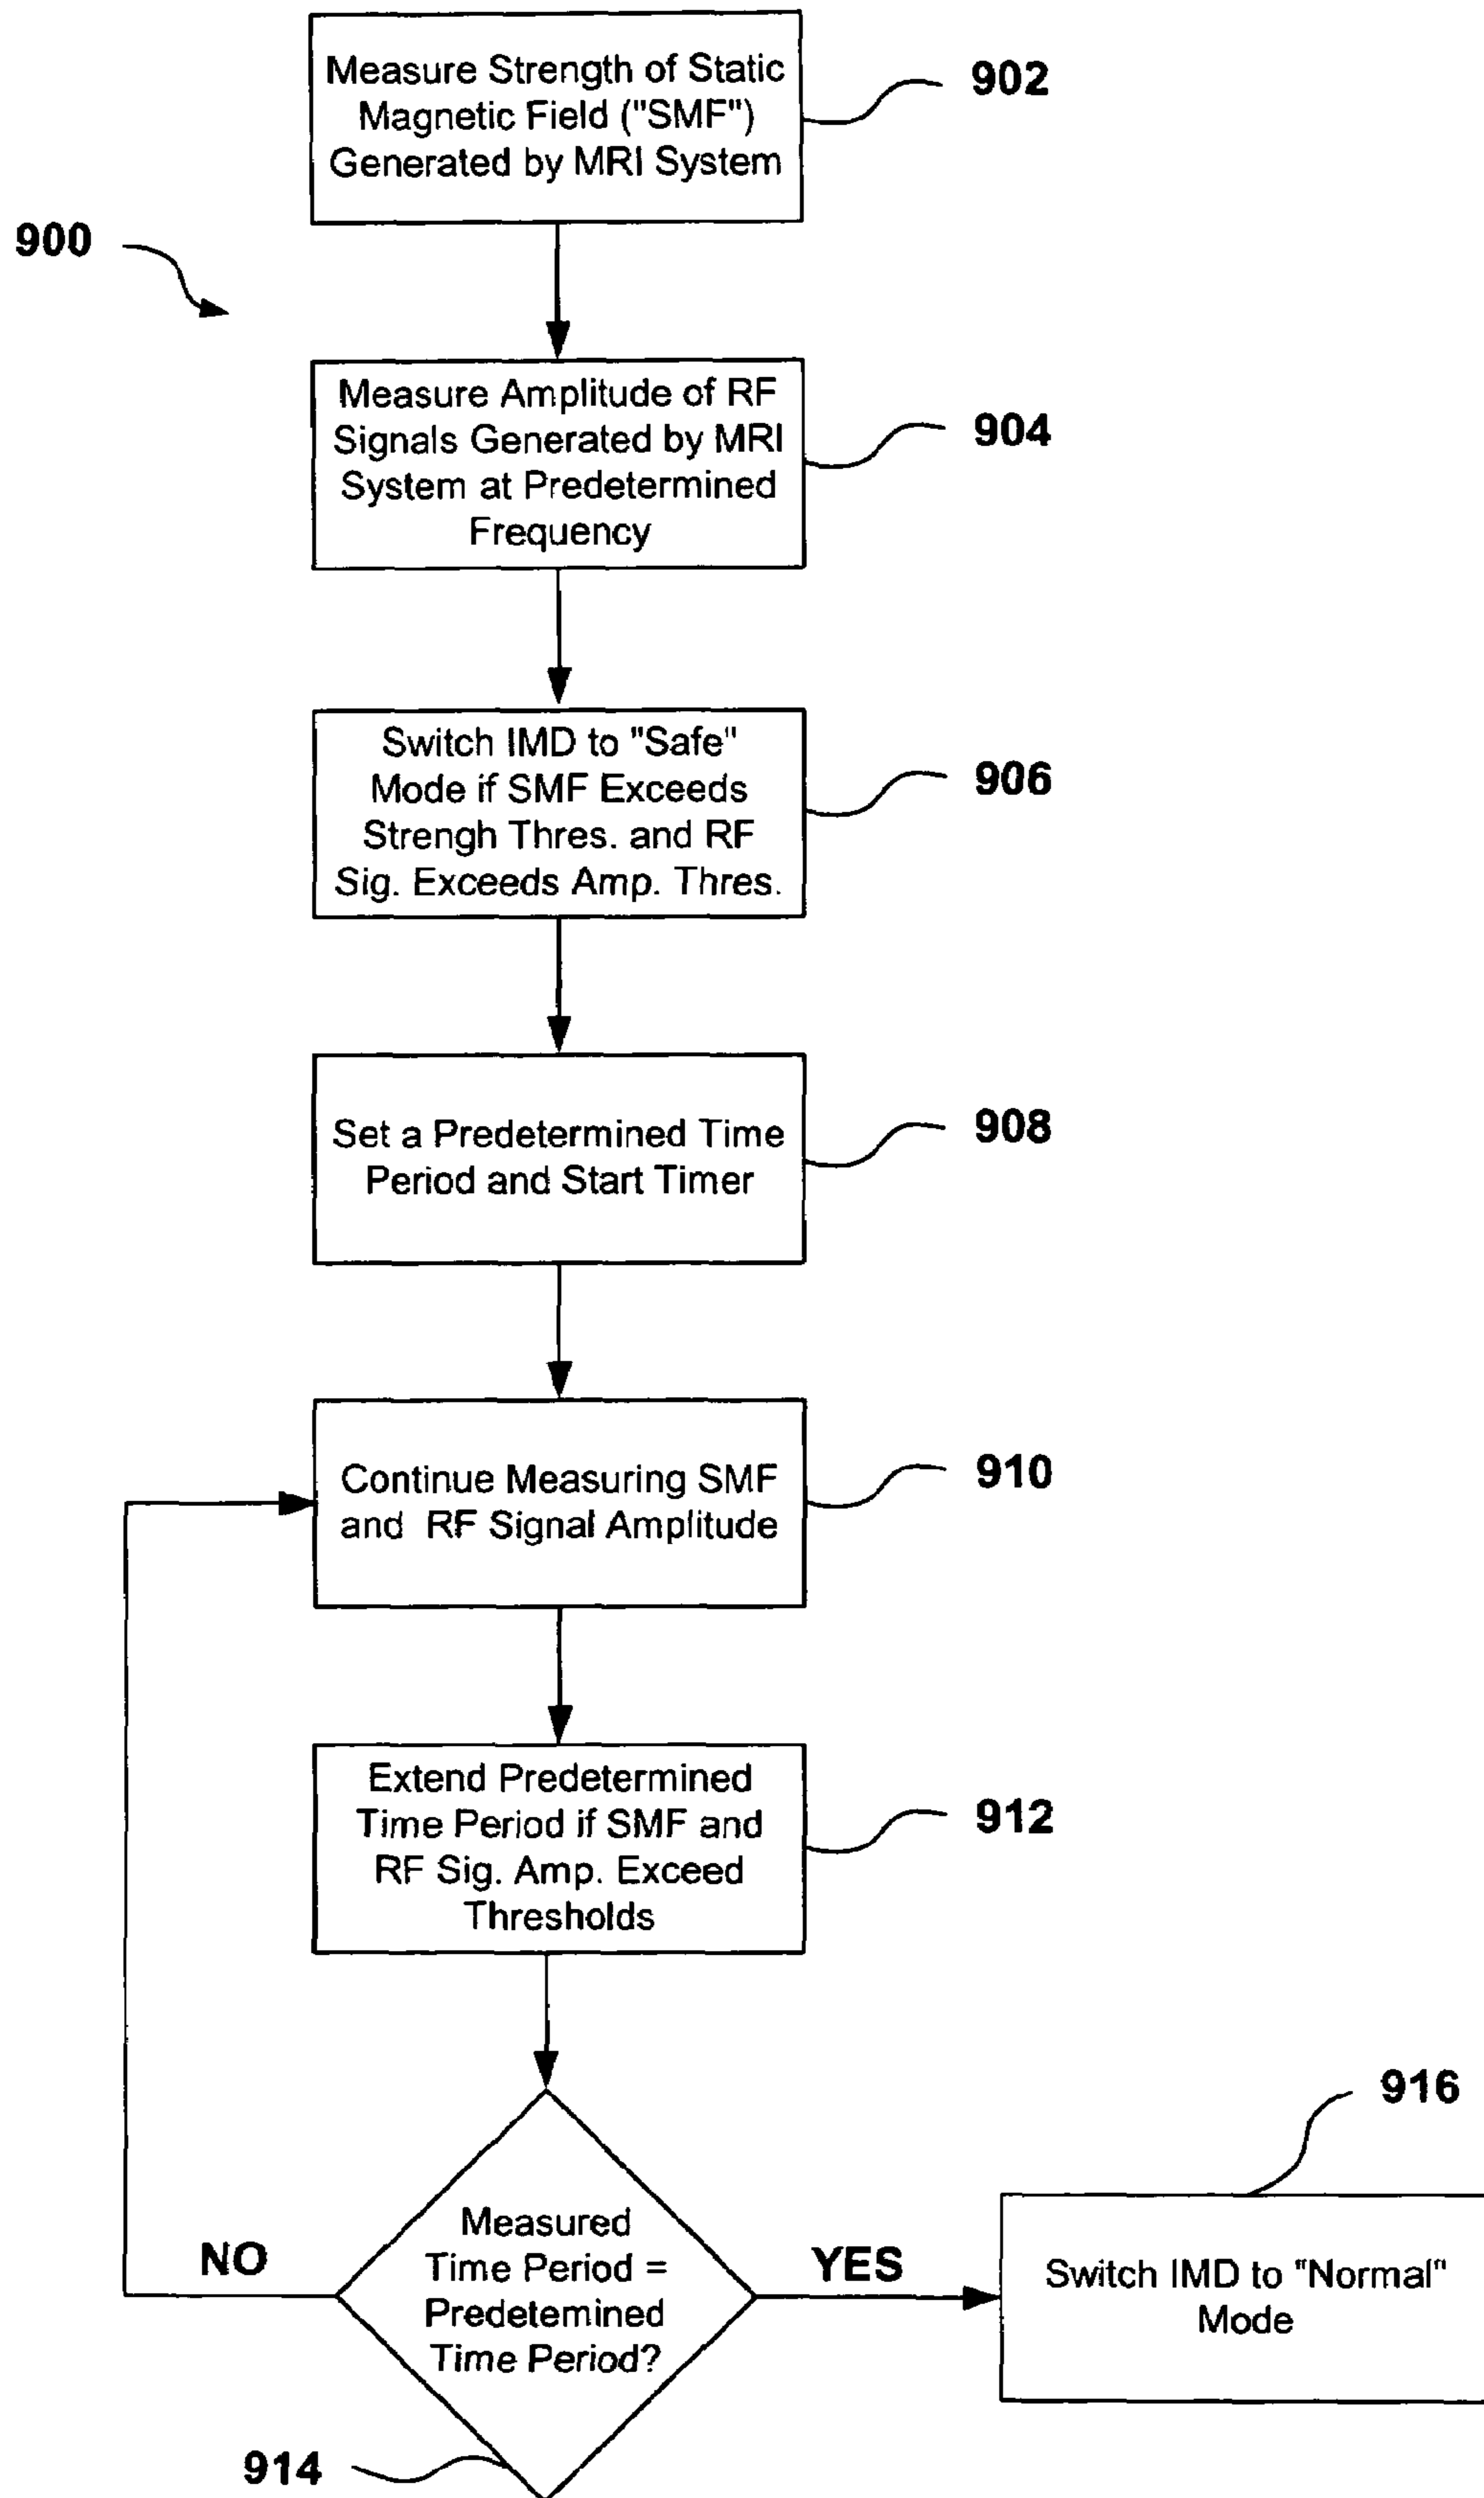 Measure Strength of Static
Magnetic Field ("SMF")
Generated by MRI System
902
900
Measure Amplitude of RF
Signals Generated by MRI
System at Predetermined
Frequency
904
Switch IMD to "Safe"
Mode if SMF Exceeds
Strengh Thres. and RF
Sig. Exceeds Amp. Thres.
906
Set a Predetermined Time
Period and Start Timer
908
Continue Measuring SMF
and RF Signal Amplitude
910
Extend Predetermined
Time Period if SMF and
RF Sig. Amp. Exceed
Thresholds
912
Measured
Time Period =
Predetemined
Time Period?
914
NO
YES
Switch IMD to "Normal"
Mode
916